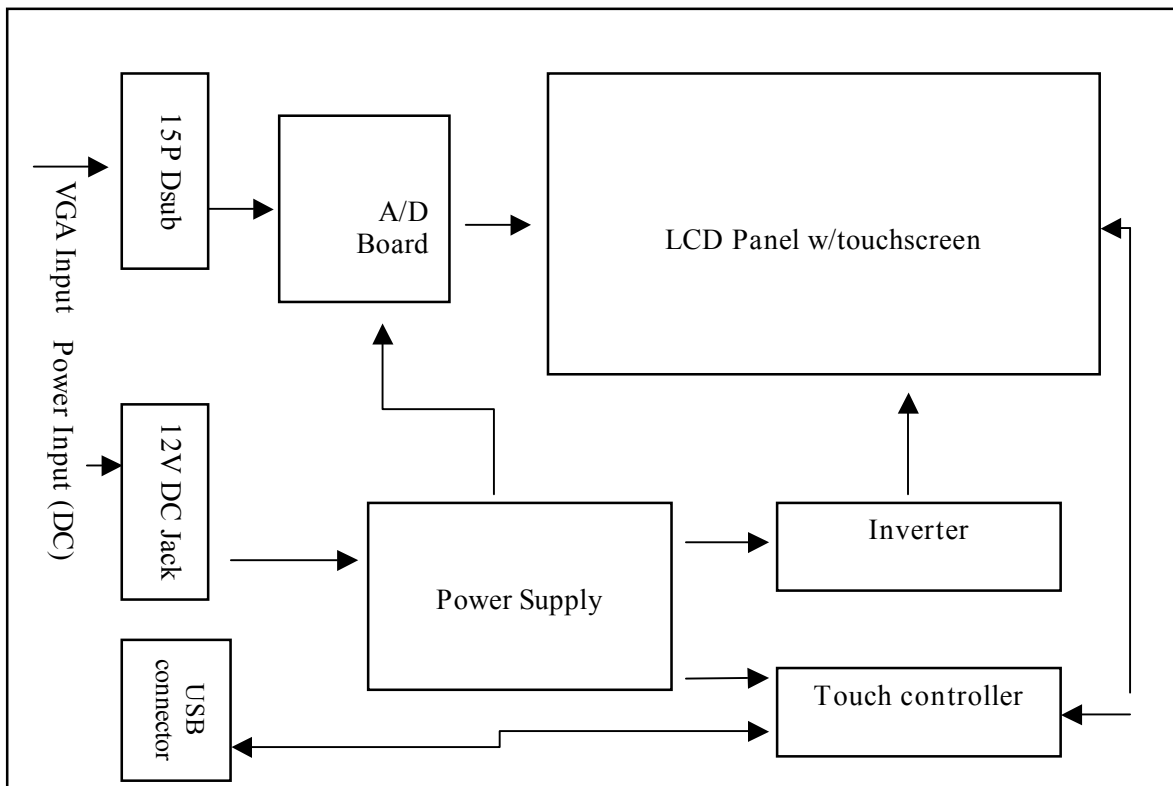 VGA Input
15P Dsub
A/D
Board
LCD Panel w/touchscreen
Power Input (DC)
12V DC Jack
Power Supply
Inverter
USB
connector
Touch controller